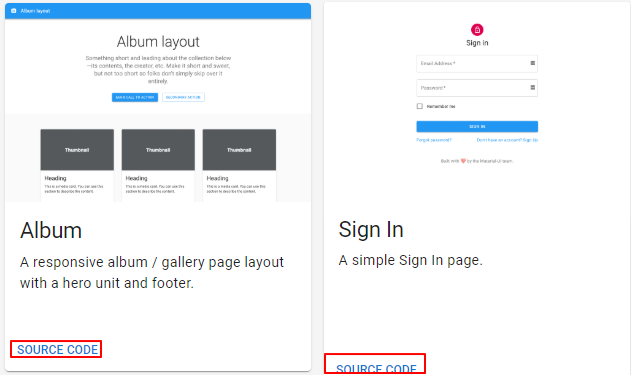 Album layout
Album layout
Something short and leading about the collection below
—its contents, the creator, etc. Make it short and sweet,
but not too short so folks don't simply skip over it
entirely.
MAIN CALL TO ACTION SECONDARY ACTION
Thumbnail Thumbnail Thumbnail
Heading Heading Heading
This is a media card. You can use this This is a media card. You can use this This is a media card. You can use this
section to describe the content. section to describe the content. section to describe the content.
Album
A responsive album / gallery page layout
with a hero unit and footer.
SOURCE CODE
Sign in
Email Address *
Password *
Remember me
SIGN IN
Forgot password? Don't have an account? Sign Up
Built with ❤️ by the Material-UI team.
Sign In
A simple Sign In page.
SOURCE CODE